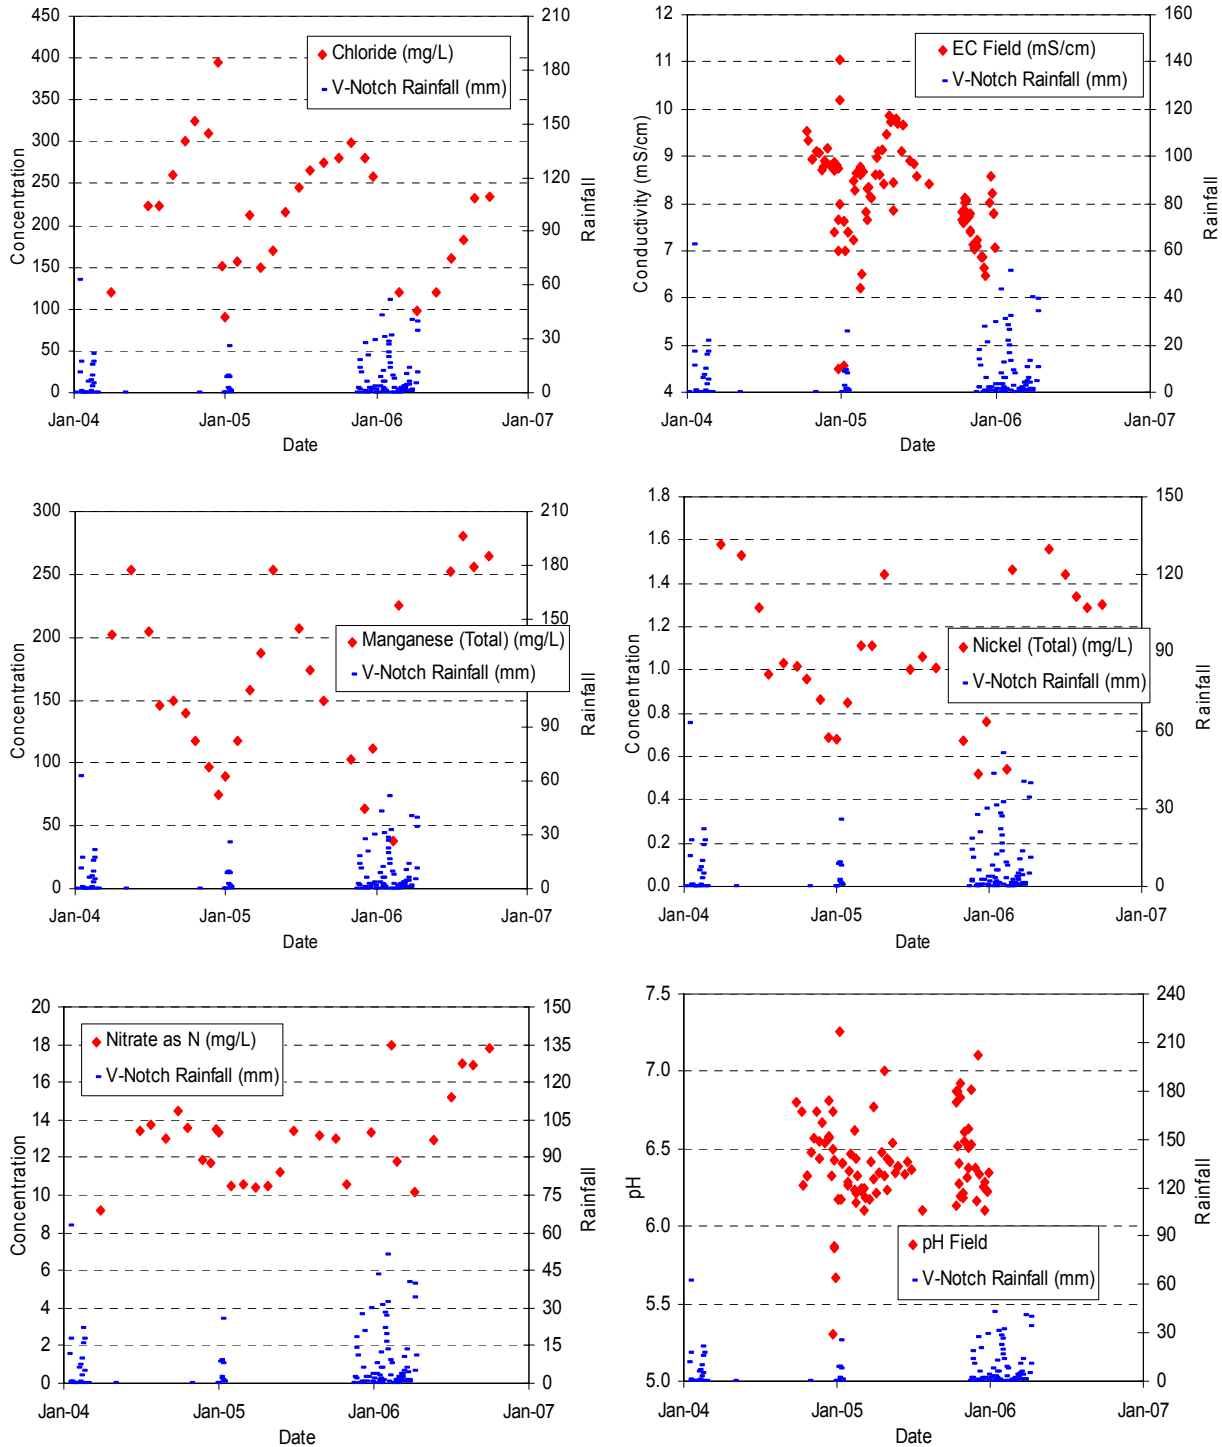 450
400
350
300
250
200
150
100
50
0
Concentration
Chloride (mg/L)
V-Notch Rainfall (mm)
210
180
150
120
90
60
30
0
Rainfall
Jan-04
Jan-05
Jan-06
Jan-07
Date
12
11
10
9
8
7
6
5
4
Conductivity (mS/cm)
EC Field (mS/cm)
V-Notch Rainfall (mm)
160
140
120
100
80
60
40
20
0
Rainfall
Jan-04
Jan-05
Jan-06
Jan-07
Date
300
250
200
150
100
50
0
Concentration
Manganese (Total) (mg/L)
V-Notch Rainfall (mm)
210
180
150
90
60
30
0
Rainfall
Jan-04
Jan-05
Jan-06
Jan-07
Date
1.8
1.6
1.4
1.2
1.0
0.8
0.6
0.4
0.2
0.0
Concentration
Nickel (Total) (mg/L)
V-Notch Rainfall (mm)
150
120
90
60
30
0
Rainfall
Jan-04
Jan-05
Jan-06
Jan-07
Date
20
18
16
14
12
10
8
6
4
2
0
Concentration
Nitrate as N (mg/L)
V-Notch Rainfall (mm)
150
135
120
105
90
75
60
45
30
15
0
Rainfall
Jan-04
Jan-05
Jan-06
Jan-07
Date
7.5
7.0
6.5
6.0
5.5
5.0
pH
pH Field
V-Notch Rainfall (mm)
240
210
180
150
120
90
60
30
0
Rainfall
Jan-04
Jan-05
Jan-06
Jan-07
Date